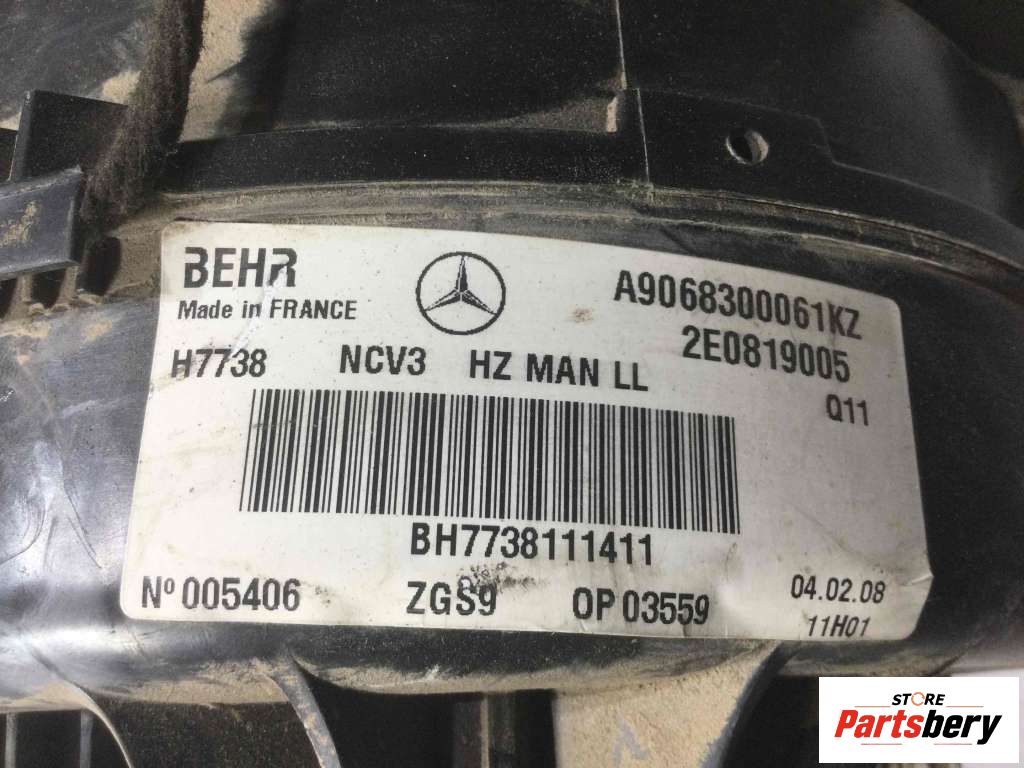 BEHR
Made in FRANCE
A9068300061KZ
2E0819005
H7738 NCV3 HZ MAN LL
Q11
BH7738111411
Nº 005406 ZGS9 OP 03559 04.02.08
11H01
STORE
Partsbery